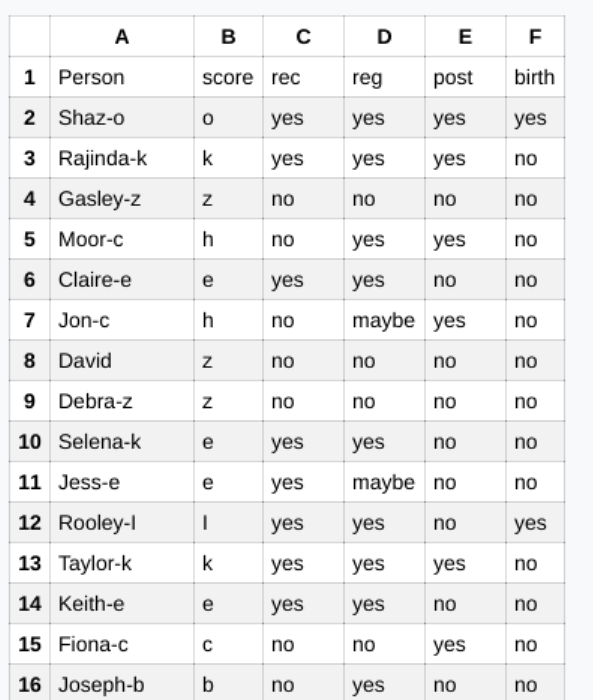 A B C D E F
1 Person score rec reg post birth
2 Shaz-o o yes yes yes yes
3 Rajinda-k k yes yes yes no
4 Gasley-z z no no no no
5 Moor-c h no yes yes no
6 Claire-e e yes yes no no
7 Jon-c h no maybe yes no
8 David z no no no no
9 Debra-z z no no no no
10 Selena-k e yes yes no no
11 Jess-e e yes maybe no no
12 Rooley-l l yes yes no yes
13 Taylor-k k yes yes yes no
14 Keith-e e yes yes no no
15 Fiona-c c no no yes no
16 Joseph-b b no yes no no